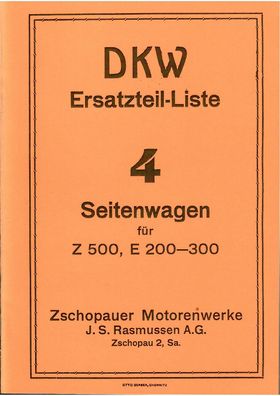 DKW
Ersatzteil-Liste
4
Seitenwagen
für
Z 500, E 200—300
Zschopauer Motorenwerke
J. S. Rasmussen A.G.
Zschopau 2, Sa.